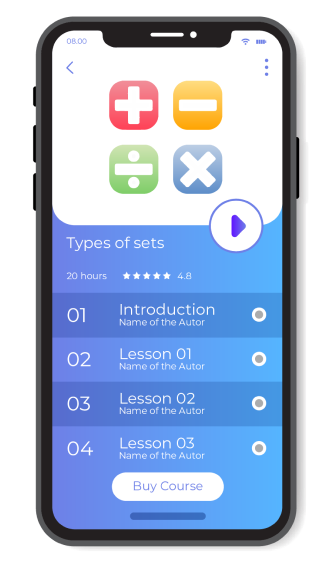 08.00
Types of sets
20 hours 4.8
01 Introduction
Name of the Autor
02 Lesson 01
Name of the Autor
03 Lesson 02
Name of the Autor
04 Lesson 03
Name of the Autor
Buy Course